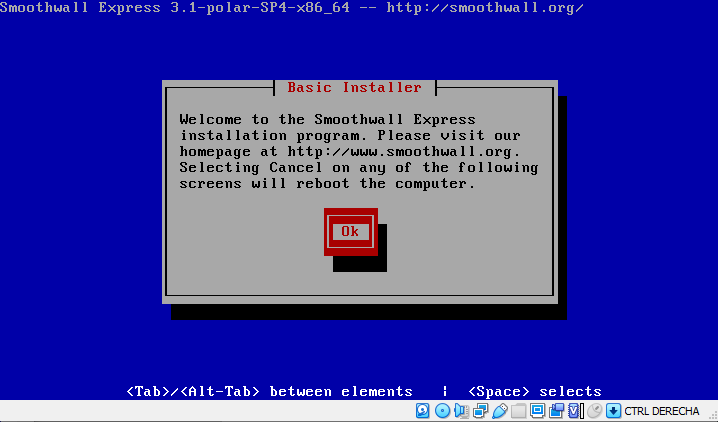 Smoothwall Express 3.1-polar-SP4-x86_64 -- http://smoothwall.org/
Basic Installer
Welcome to the Smoothwall Express
installation program. Please visit our
homepage at http://www.smoothwall.org.
Selecting Cancel on any of the following
screens will reboot the computer.
Ok
<Tab>/<Alt-Tab> between elements | <Space> selects
CTRL DERECHA